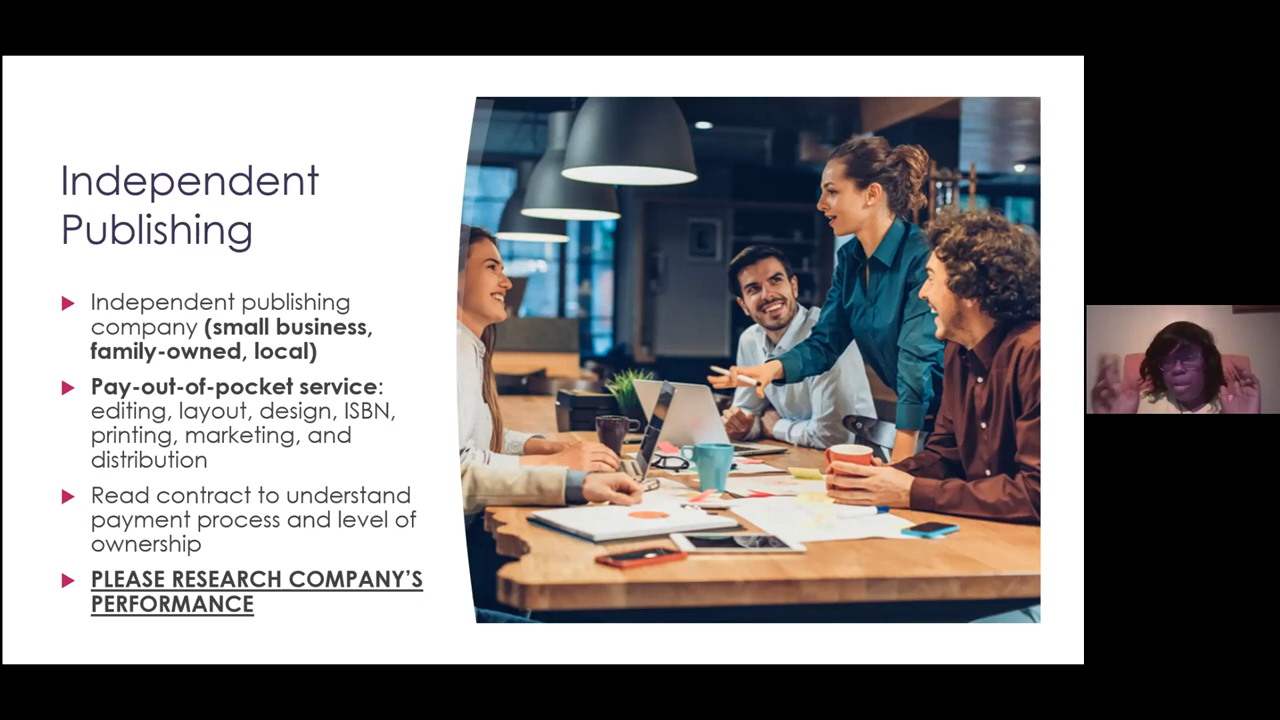 Independent
Publishing
Independent publishing
company (small business,
family-owned, local)
Pay-out-of-pocket service:
editing, layout, design, ISBN,
printing, marketing, and
distribution
Read contract to understand
payment process and level of
ownership
PLEASE RESEARCH COMPANY’S
PERFORMANCE